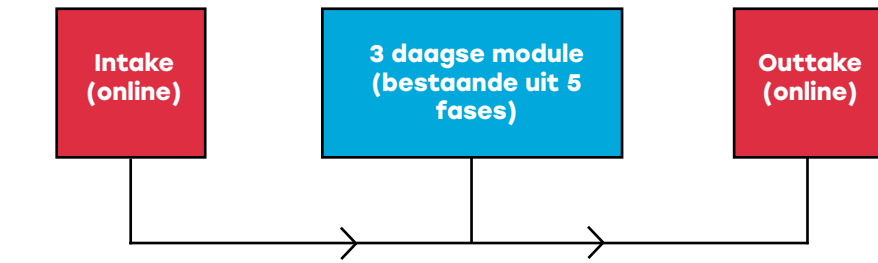 Intake
(online)
3 daagse module
(bestaande uit 5
fases)
Outtake
(online)